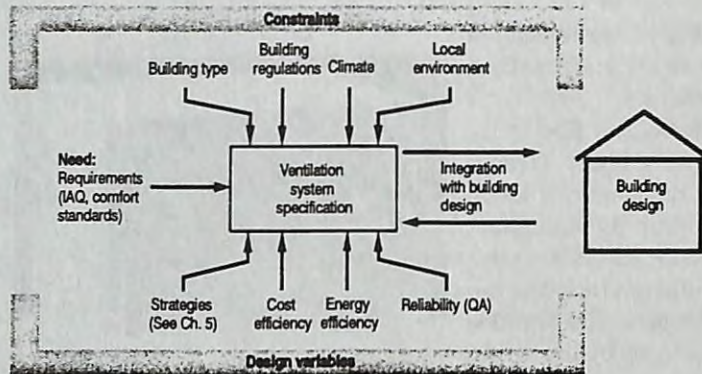 Constraints
Building type
Building
regulations
Climate
Local
environment
Need:
Requirements
(IAQ, comfort
standards)
Ventilation
system
specification
Integration
with building
design
Building
design
Strategies
(See Ch. 5)
Cost
efficiency
Energy
efficiency
Reliability (QA)
Design variables